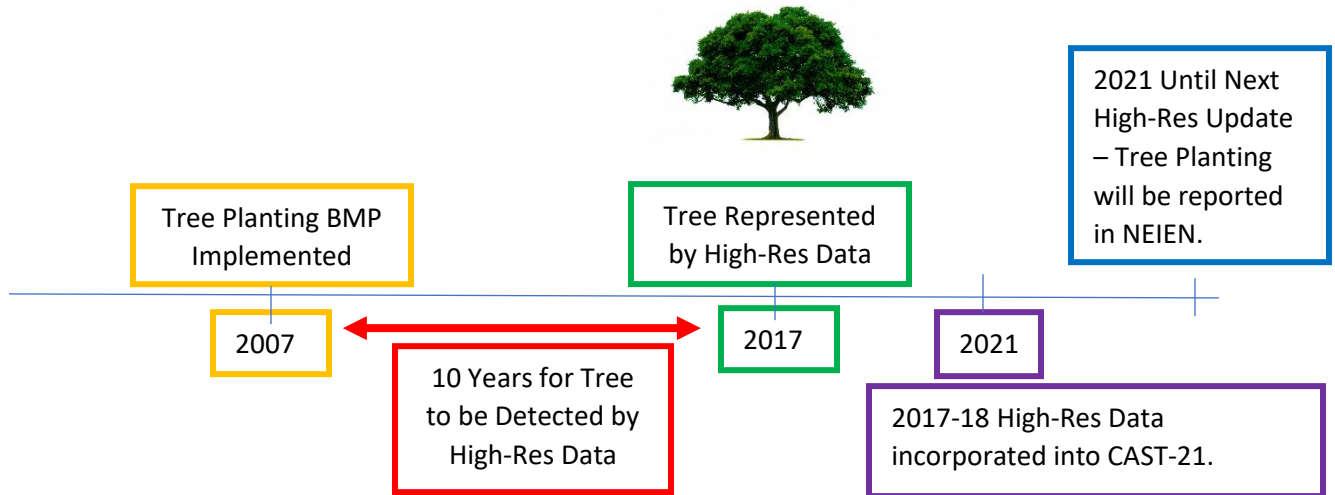 Tree Planting BMP
Implemented
2007
10 Years for Tree
to be Detected by
High-Res Data
Tree Represented
by High-Res Data
2017
2021
2017-18 High-Res Data
incorporated into CAST-21.
2021 Until Next
High-Res Update
– Tree Planting
will be reported
in NEIEN.